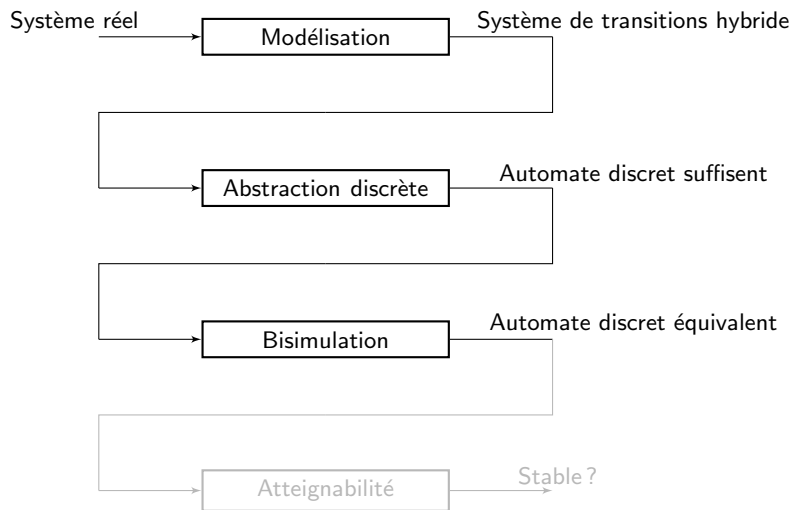 Système réel
Modélisation
Système de transitions hybride
Abstraction discrète
Automate discret suffisent
Bisimulation
Automate discret équivalent
Atteignabilité
Stable ?